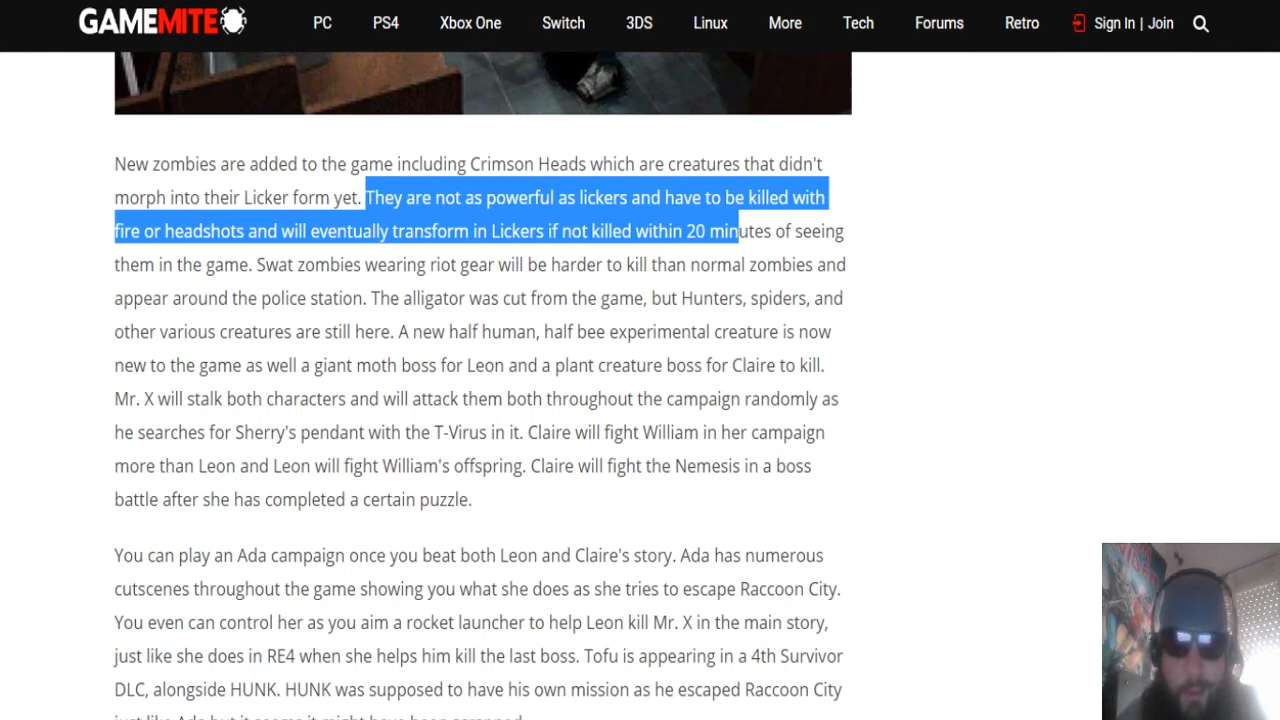 GAMEMITE PC PS4 Xbox One Switch 3DS Linux More Tech Forums Retro Sign In | Join
New zombies are added to the game including Crimson Heads which are creatures that didn't
morph into their Licker form yet. They are not as powerful as lickers and have to be killed with
fire or headshots and will eventually transform in Lickers if not killed within 20 minutes of seeing
them in the game. Swat zombies wearing riot gear will be harder to kill than normal zombies and
appear around the police station. The alligator was cut from the game, but Hunters, spiders, and
other various creatures are still here. A new half human, half bee experimental creature is now
new to the game as well a giant moth boss for Leon and a plant creature boss for Claire to kill.
Mr. X will stalk both characters and will attack them both throughout the campaign randomly as
he searches for Sherry's pendant with the T-Virus in it. Claire will fight William in her campaign
more than Leon and Leon will fight William's offspring. Claire will fight the Nemesis in a boss
battle after she has completed a certain puzzle.
You can play an Ada campaign once you beat both Leon and Claire's story. Ada has numerous
cutscenes throughout the game showing you what she does as she tries to escape Raccoon City.
You even can control her as you aim a rocket launcher to help Leon kill Mr. X in the main story,
just like she does in RE4 when she helps him kill the last boss. Tofu is appearing in a 4th Survivor
DLC, alongside HUNK. HUNK was supposed to have his own mission as he escaped Raccoon City
just like Ada but it seems it might have been scrapped.